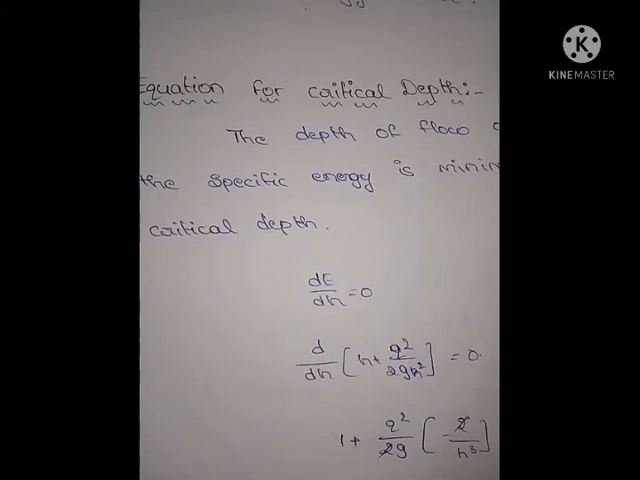 KINEMASTER
Equation for critical Depth:-
The depth of flow
the specific energy is minim
critical depth.
dE/dh = 0
d/dh [h + q²/2gh²] = 0.
1 + q²/2g [-2/h³]